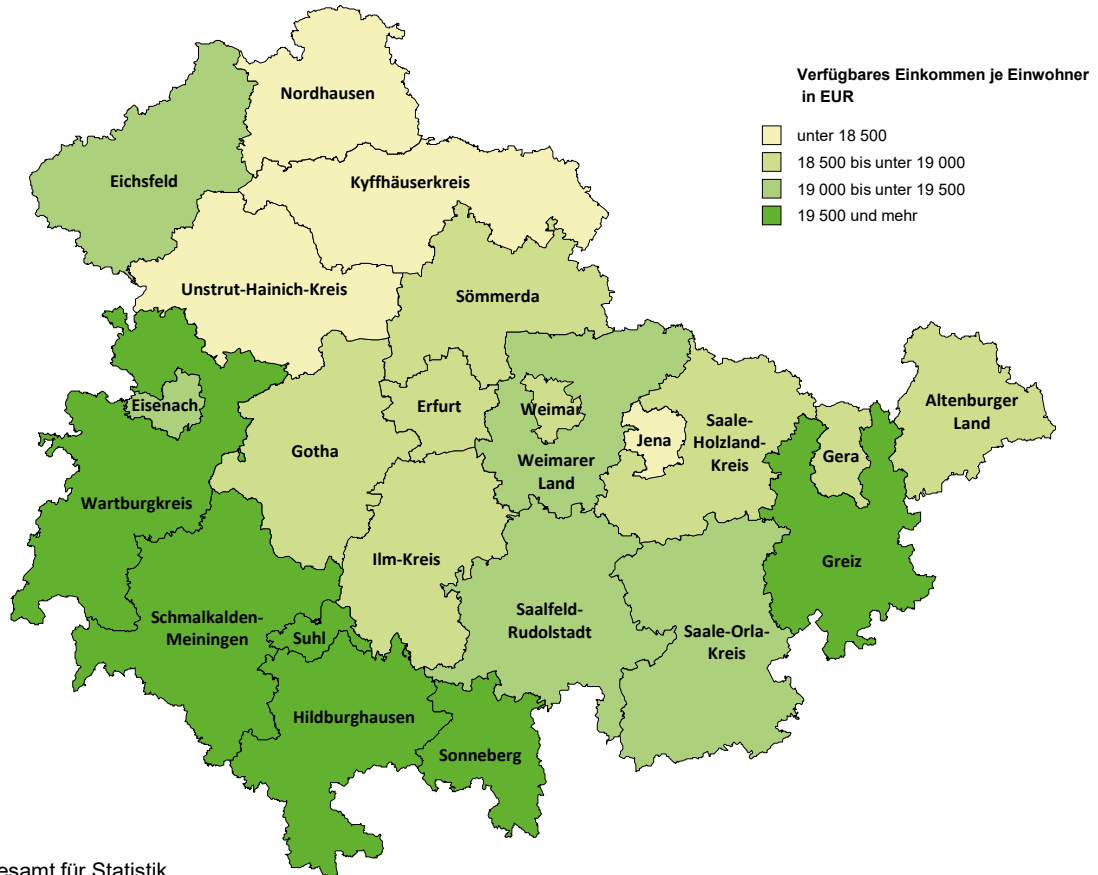 Verfügbares Einkommen je Einwohner
in EUR
unter 18 500
18 500 bis unter 19 000
19 000 bis unter 19 500
19 500 und mehr
Nordhausen
Eichsfeld
Kyffhäuserkreis
Unstrut-Hainich-Kreis
Sömmerda
Eisenach
Erfurt
Weimar
Altenburger
Land
Saale-
Holzland-
Kreis
Jena
Gotha
Gera
Weimarer
Land
Wartburgkreis
Ilm-Kreis
Greiz
Schmalkalden-
Meiningen
Suhl
Saalfeld-
Rudolstadt
Saale-Orla-
Kreis
Hildburghausen
Sonneberg
esamt für Statistik